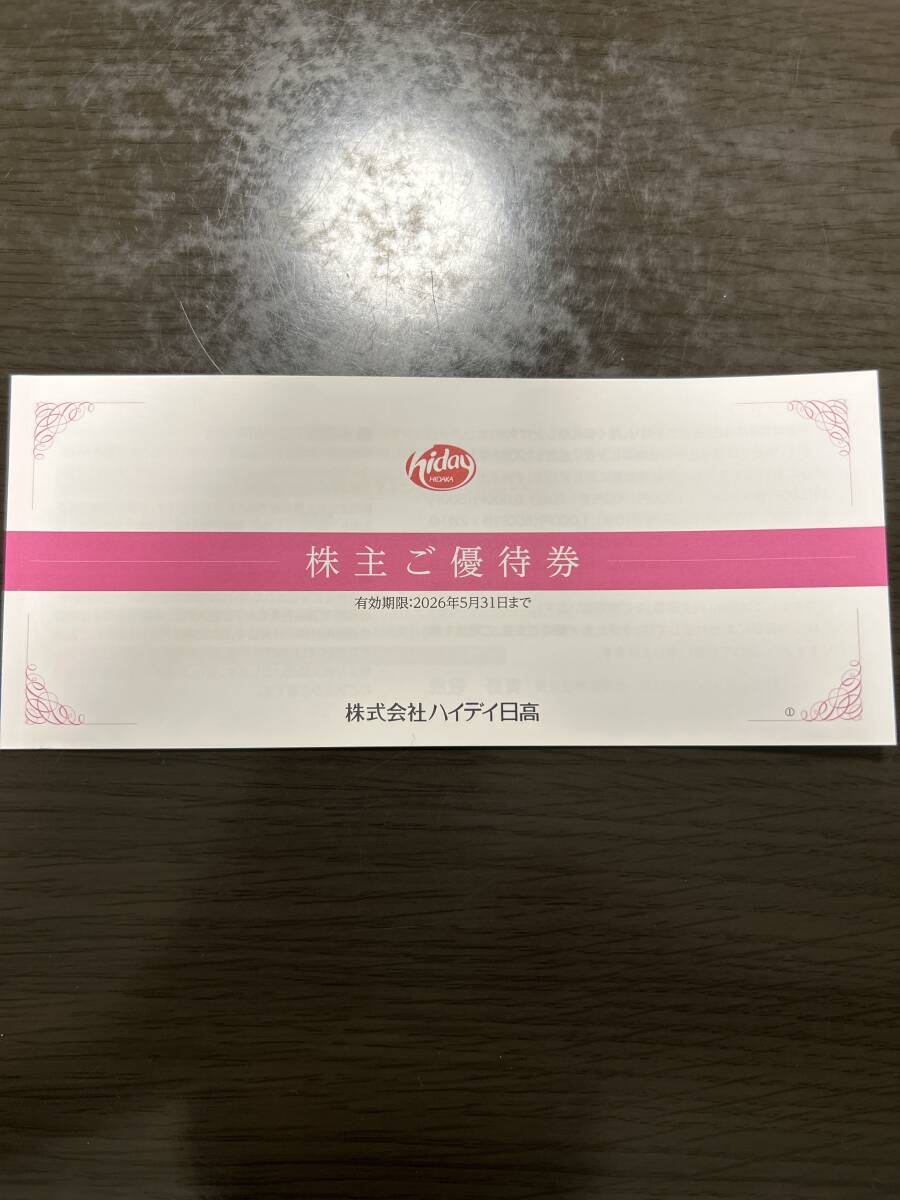 hiday
HIDAKA
株主ご優待券
有効期限:2026年5月31日まで
株式会社ハイデイ日高
①